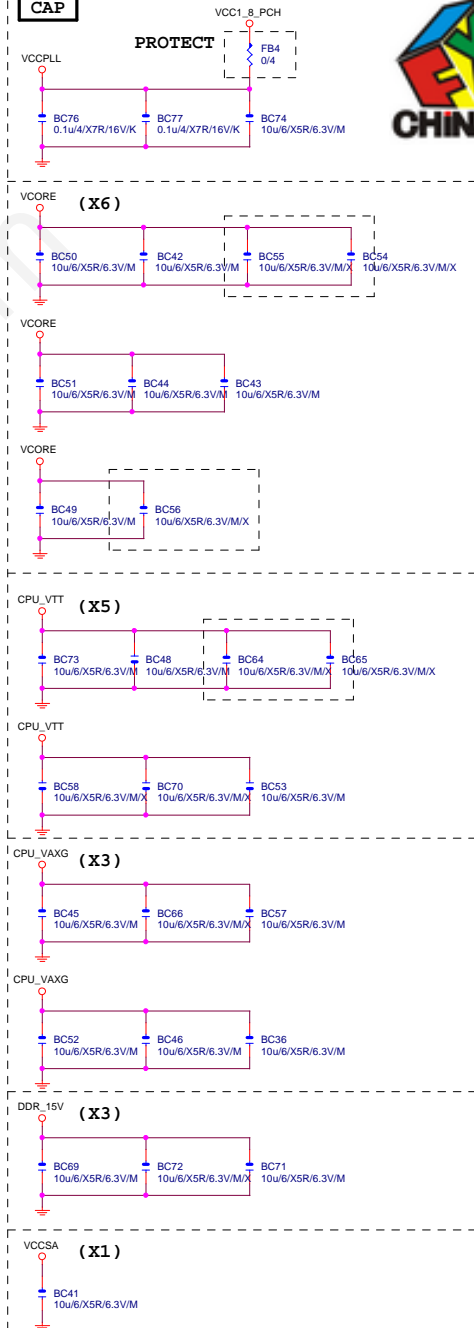 CAP
VCC1_8_PCH
PROTECT
FB4
0/4
VCCPLL
BC76
0.1u/4/X7R/16V/K
BC77
0.1u/4/X7R/16V/K
BC74
10u/6/X5R/6.3V/M
CHiN
VCORE
(X6)
BC50
10u/6/X5R/6.3V/M
BC42
10u/6/X5R/6.3V/M
BC55
10u/6/X5R/6.3V/M/X
BC54
10u/6/X5R/6.3V/M/X
VCORE
BC51
10u/6/X5R/6.3V/M
BC44
10u/6/X5R/6.3V/M
BC43
10u/6/X5R/6.3V/M
VCORE
BC49
10u/6/X5R/6.3V/M
BC56
10u/6/X5R/6.3V/M/X
CPU_VTT
(X5)
BC73
10u/6/X5R/6.3V/M
BC48
10u/6/X5R/6.3V/M
BC64
10u/6/X5R/6.3V/M/X
BC65
10u/6/X5R/6.3V/M/X
CPU_VTT
BC58
10u/6/X5R/6.3V/M/X
BC70
10u/6/X5R/6.3V/M/X
BC53
10u/6/X5R/6.3V/M
CPU_VAXG
(X3)
BC45
10u/6/X5R/6.3V/M
BC66
10u/6/X5R/6.3V/M/X
BC57
10u/6/X5R/6.3V/M
CPU_VAXG
BC52
10u/6/X5R/6.3V/M
BC46
10u/6/X5R/6.3V/M
BC36
10u/6/X5R/6.3V/M
DDR_15V
(X3)
BC69
10u/6/X5R/6.3V/M
BC72
10u/6/X5R/6.3V/M/X
BC71
10u/6/X5R/6.3V/M
VCCSA
(X1)
BC41
10u/6/X5R/6.3V/M